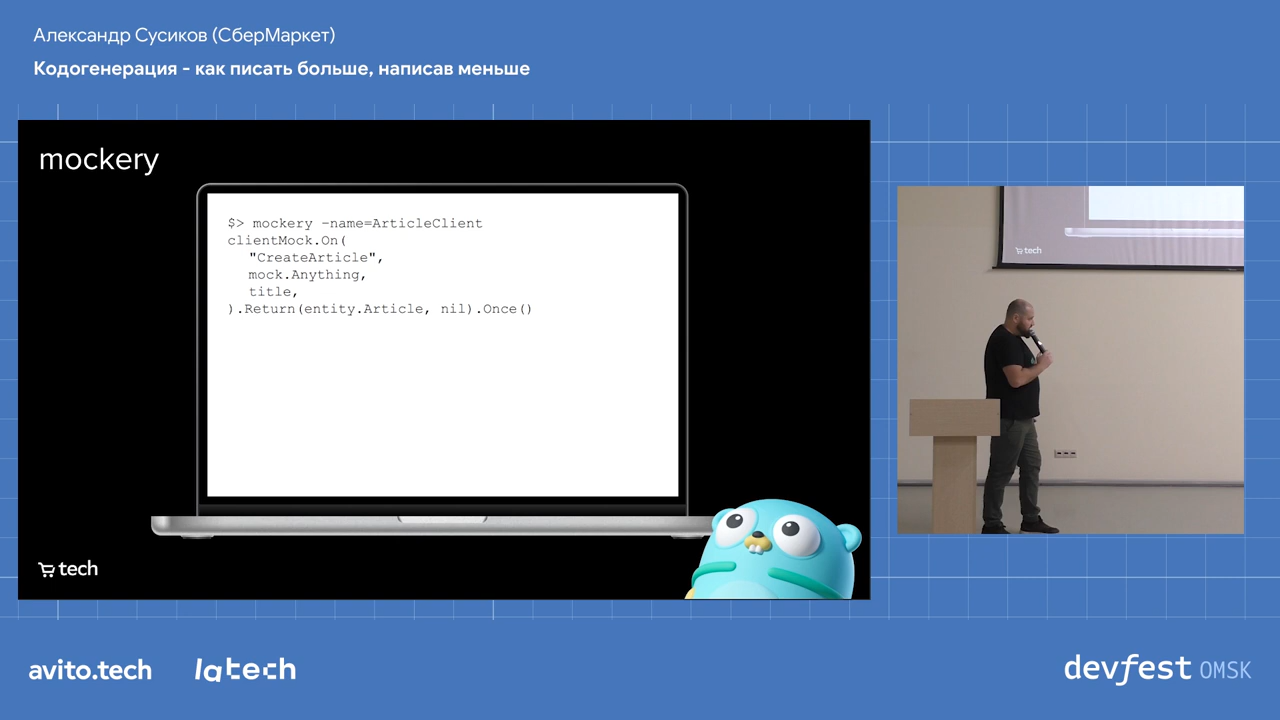 Александр Сусиков (СберМаркет)
Кодогенерация - как писать больше, написав меньше
mockery
$> mockery -name=ArticleClient
clientMock.On(
"CreateArticle",
mock.Anything,
title,
).Return(entity.Article, nil).Once()
tech
tech
avito.tech
latech
devfest OMSK